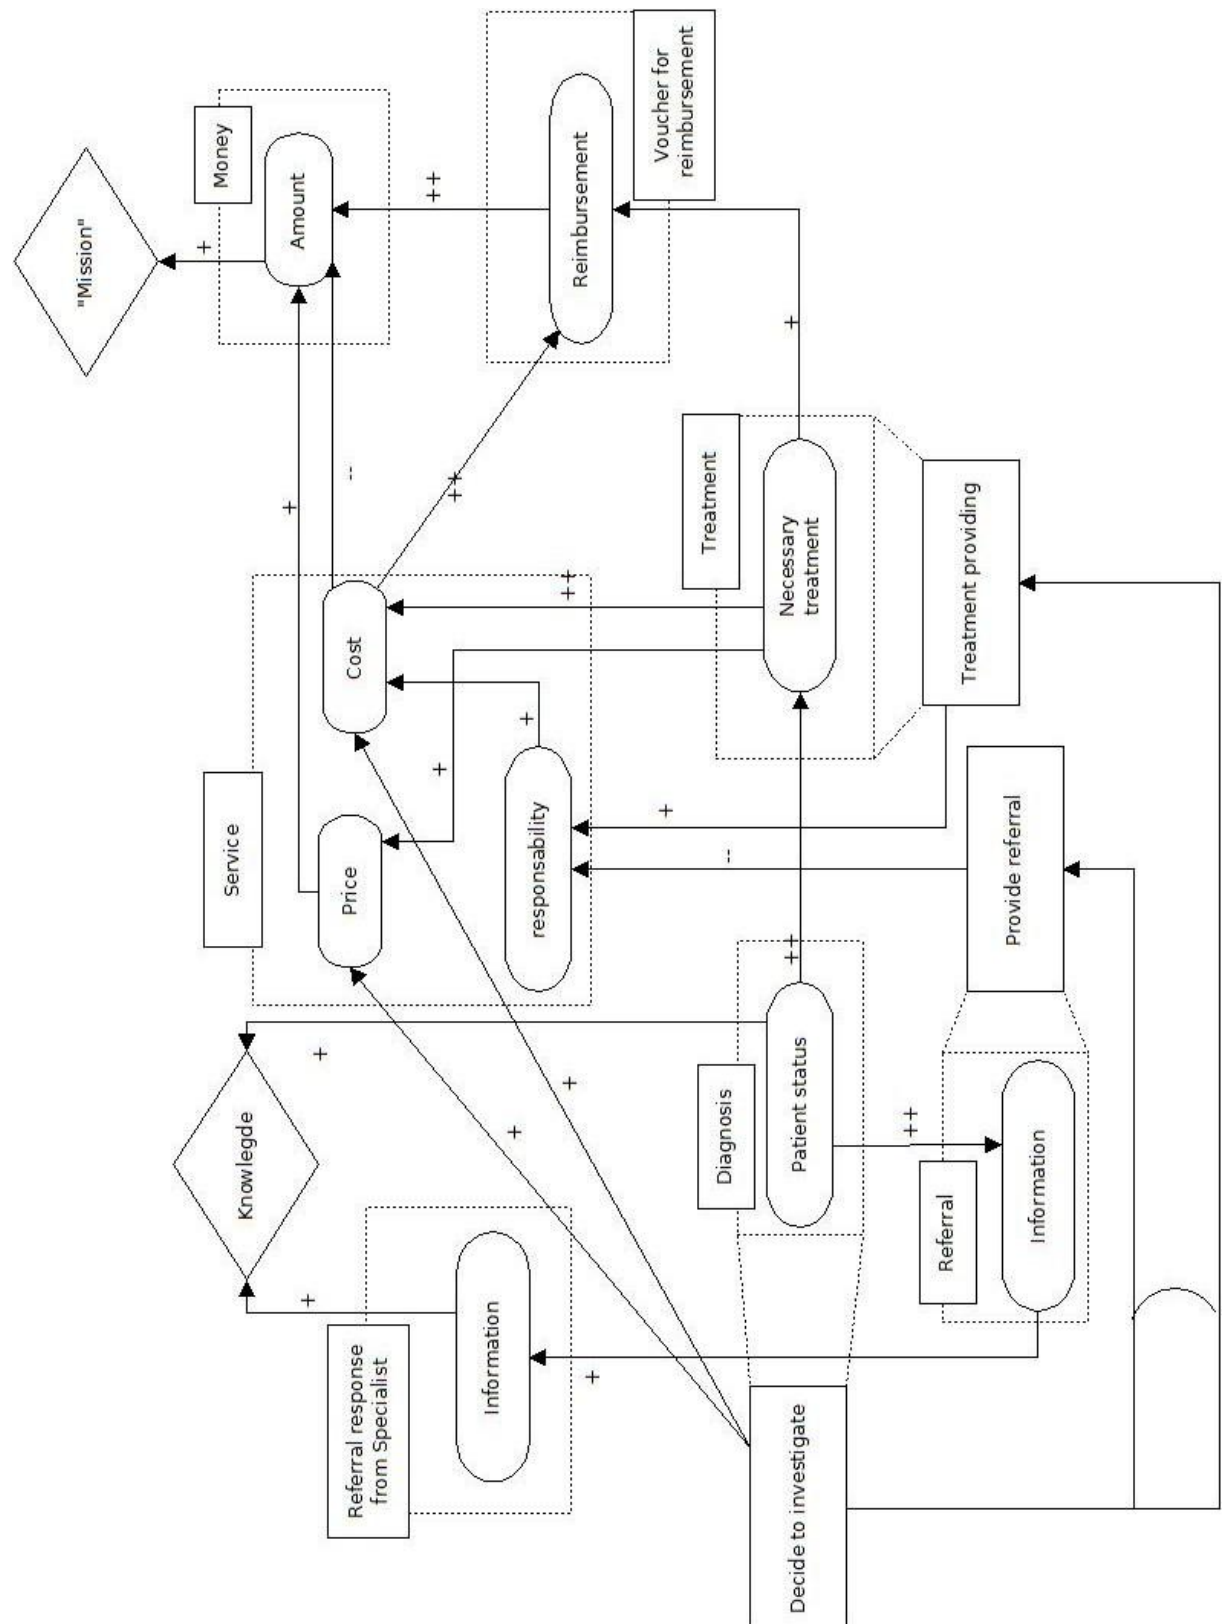 "Mission"
+
Money
Service
Knowlegde
+
Amount
+
+
--
Cost
Price
Referral response
from Specialist
++
+
++
Information
+
+
responsability
++
+
Reimbursement
+
Voucher for
reimbursement
+
Treatment
Diagnosis
--
++
+
Necessary
treatment
Decide to investigate
Patient status
++
Referral
Treatment providing
Provide referral
Information